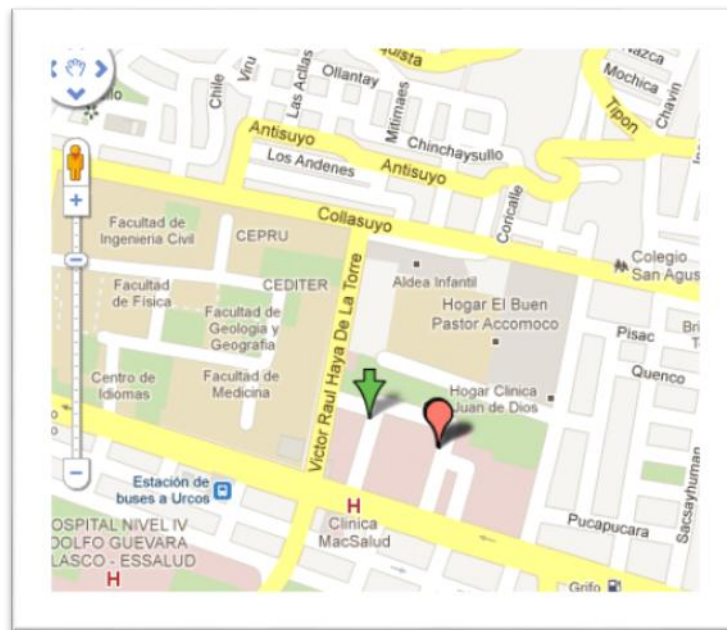 Nazca
Mochica
Chavin
Tipon
Ollantay
Chile
Viru
Las Acllas
Mitimaes
Antisuyo
Chinchaysullo
Los Andenes
Antisuyo
Collasuyo
Coricalle
Facultad de
Ingenieria Civil
CEPRU
Colegio
San Agus
Aldea Infantil
Facultad
de Física
CEDITER
Victor Raul Haya De La Torre
Hogar El Buen
Pastor Accomoco
Facultad de
Geologia y
Geografia
Pisac
Quenco
Centro de
Idiomas
Facultad de
Medicina
Hogar Clinica
Juan de Dios
Estación de
buses a Urcos
H
Clinica
MacSalud
Pucapucara
Sacsayhuman
OSPITAL NIVEL IV
DOLFO GUEVARA
LASCO - ESSALUD
H
Grifo